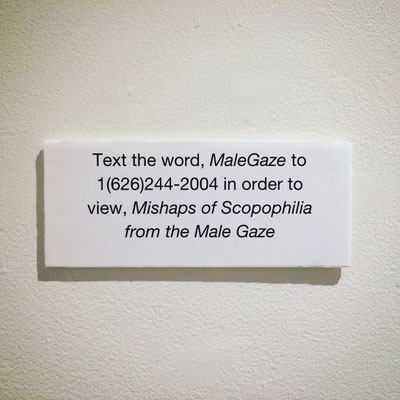 Text the word, MaleGaze to
1(626)244-2004 in order to
view, Mishaps of Scopophilia
from the Male Gaze